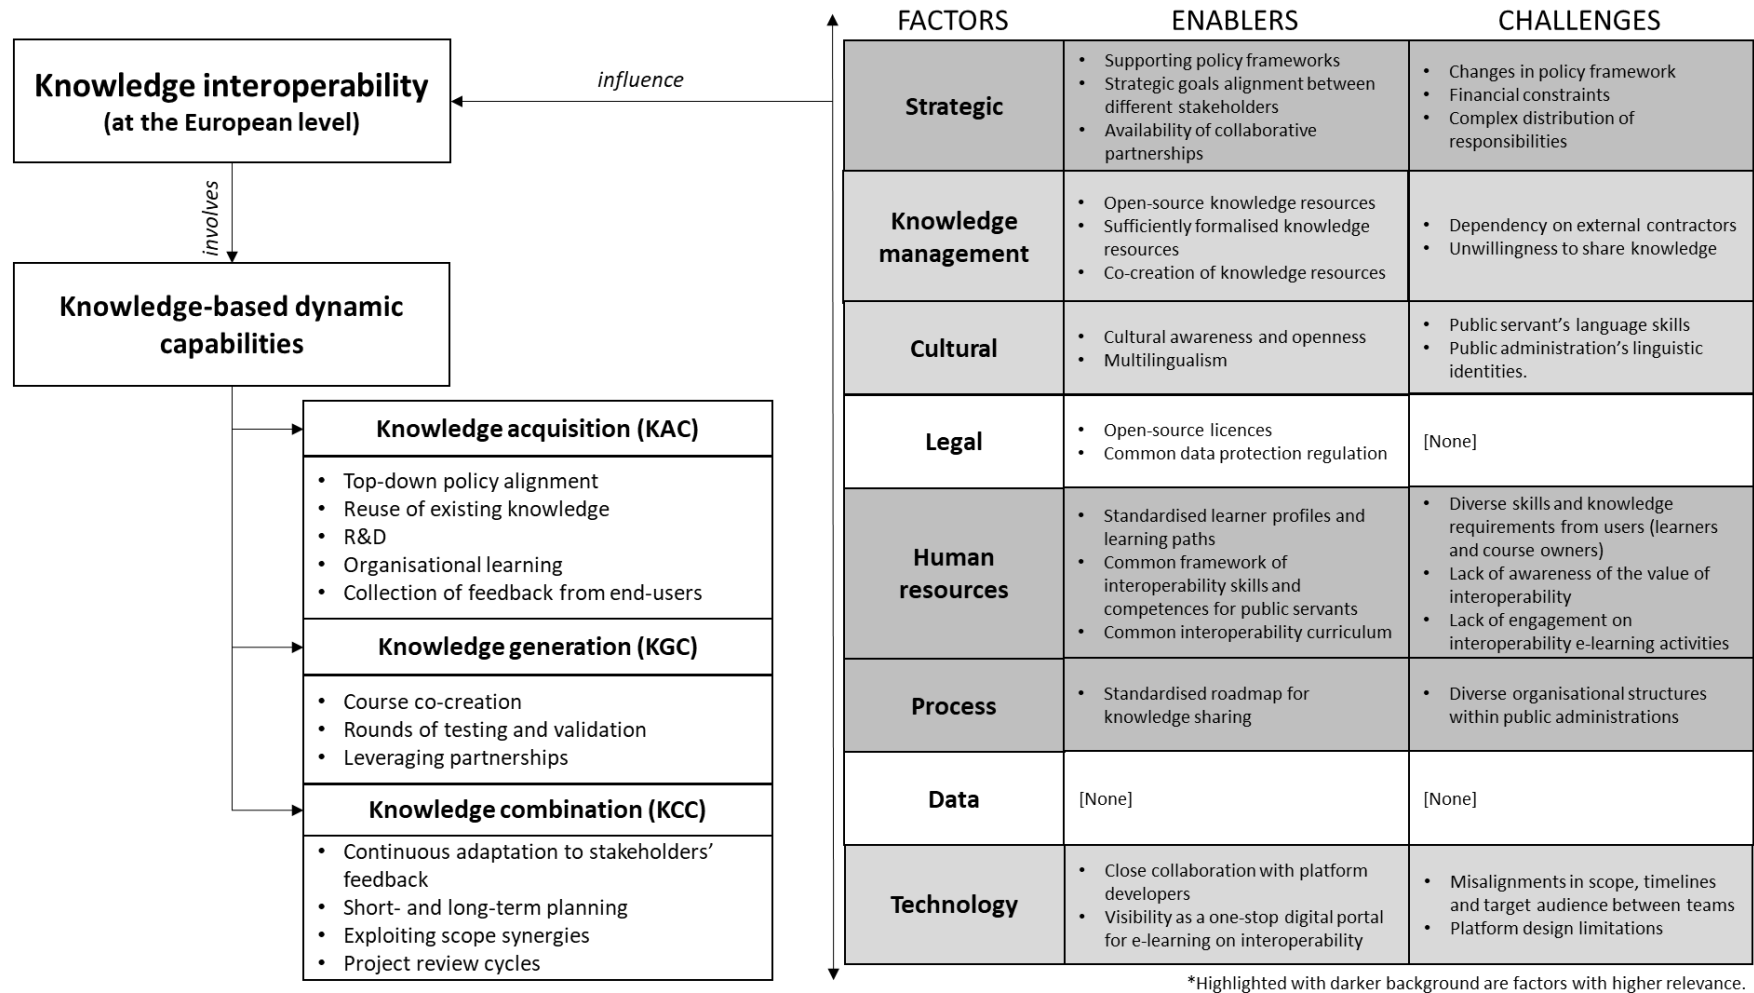 Knowledge interoperability
(at the European level)
influence
involves
Knowledge-based dynamic
capabilities
Knowledge acquisition (KAC)
• Top-down policy alignment
• Reuse of existing knowledge
• R&D
• Organisational learning
• Collection of feedback from end-users
Knowledge generation (KGC)
• Course co-creation
• Rounds of testing and validation
• Leveraging partnerships
Knowledge combination (KCC)
• Continuous adaptation to stakeholders’
feedback
• Short- and long-term planning
• Exploiting scope synergies
• Project review cycles
FACTORS
ENABLERS
CHALLENGES
Strategic
• Supporting policy frameworks
• Strategic goals alignment between
different stakeholders
• Availability of collaborative
partnerships
• Changes in policy framework
• Financial constraints
• Complex distribution of
responsibilities
Knowledge
management
• Open-source knowledge resources
• Sufficiently formalised knowledge
resources
• Co-creation of knowledge resources
• Dependency on external contractors
• Unwillingness to share knowledge
Cultural
• Cultural awareness and openness
• Multilingualism
• Public servant’s language skills
• Public administration’s linguistic
identities.
Legal
• Open-source licences
• Common data protection regulation
[None]
Human
resources
• Standardised learner profiles and
learning paths
• Common framework of
interoperability skills and
competences for public servants
• Common interoperability curriculum
• Diverse skills and knowledge
requirements from users (learners
and course owners)
• Lack of awareness of the value of
interoperability
• Lack of engagement on
interoperability e-learning activities
Process
• Standardised roadmap for
knowledge sharing
• Diverse organisational structures
within public administrations
Data
[None]
[None]
Technology
• Close collaboration with platform
developers
• Visibility as a one-stop digital portal
for e-learning on interoperability
• Misalignments in scope, timelines
and target audience between teams
• Platform design limitations
*Highlighted with darker background are factors with higher relevance.